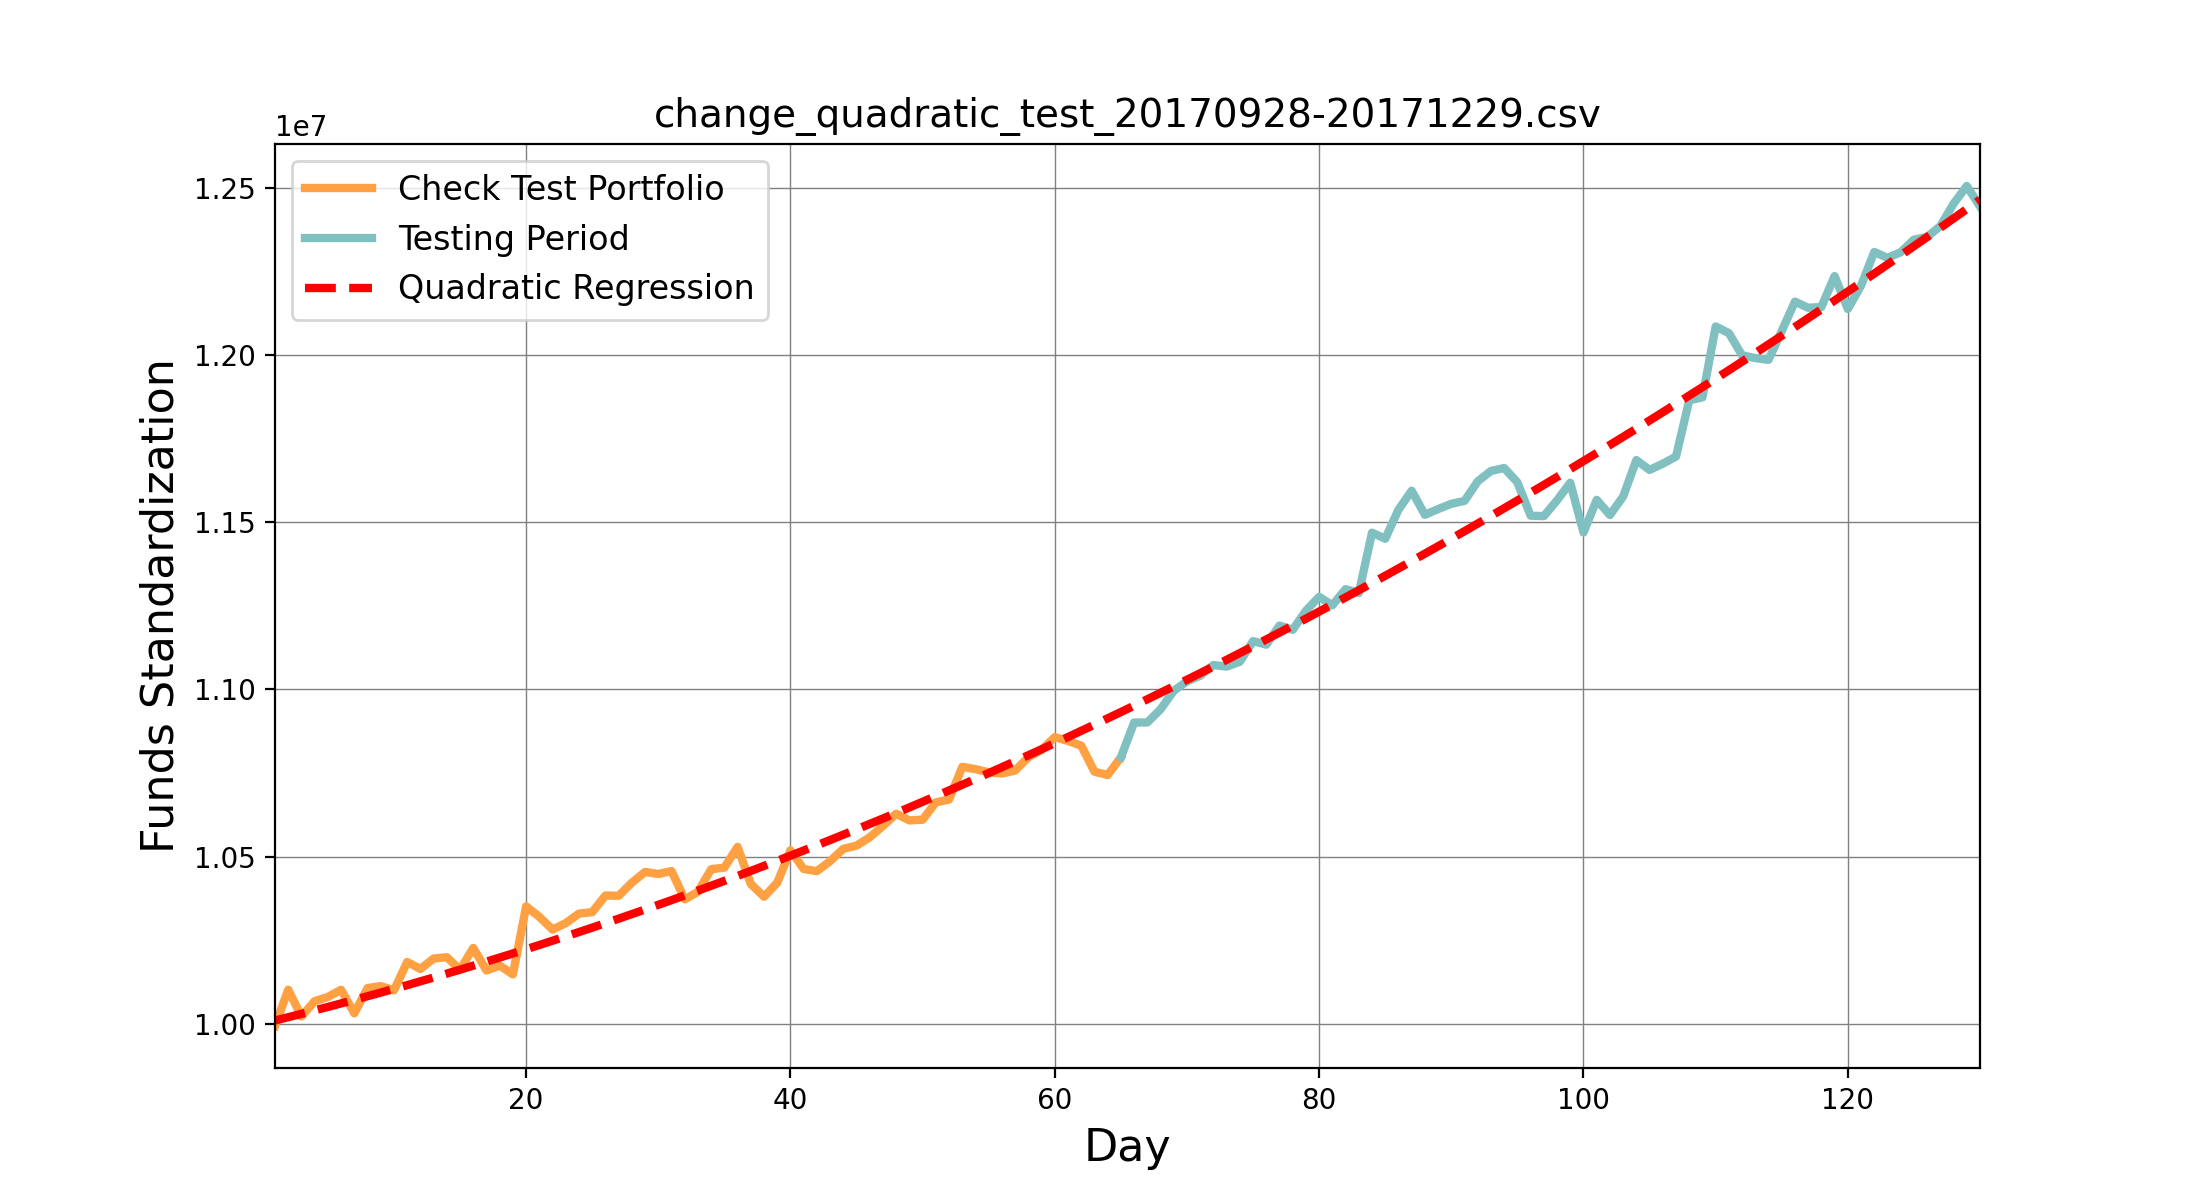 change_quadratic_test_20170928-20171229.csv
1e7
Check Test Portfolio
Testing Period
Quadratic Regression
1.25
1.20
1.15
1.10
1.05
1.00
Funds Standardization
20 40 60 80 100 120
Day